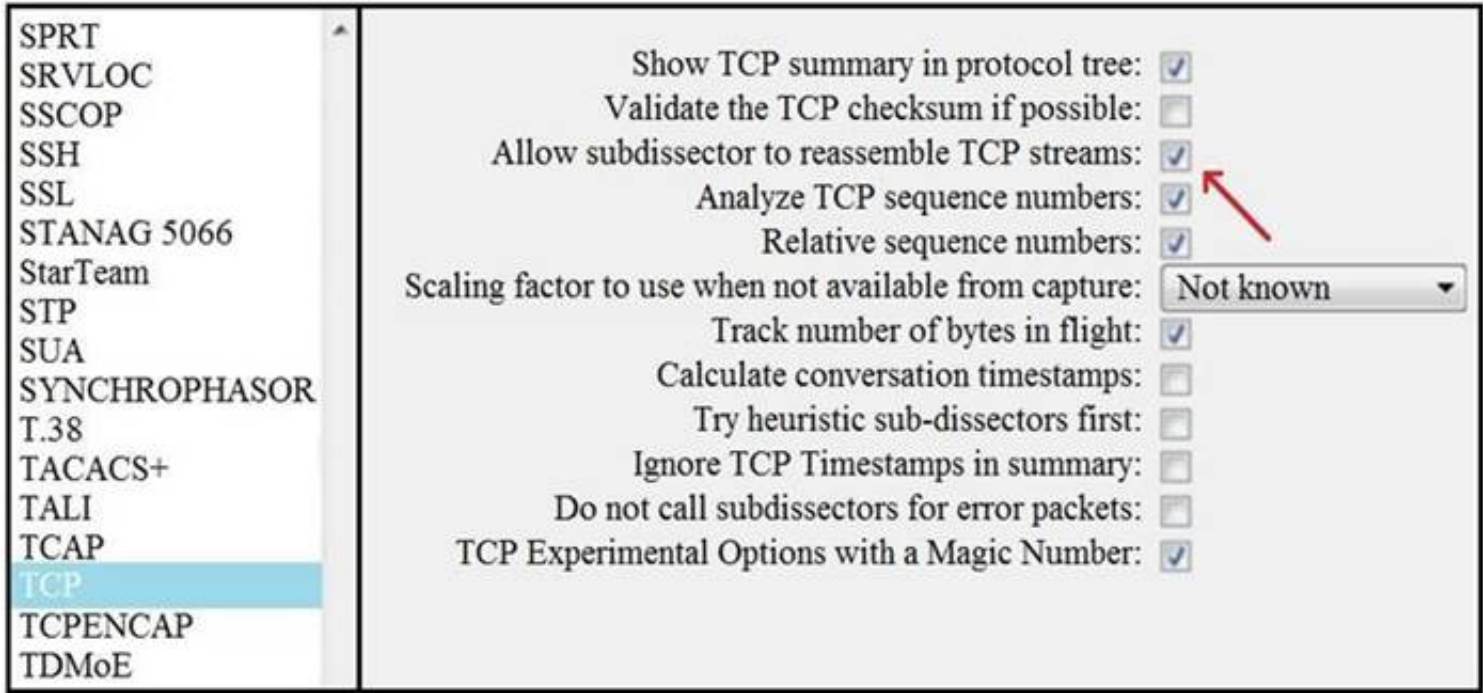 SPRT
SRVLOC
SSCOP
SSH
SSL
STANAG 5066
StarTeam
STP
SUA
SYNCHROPHASOR
T.38
TACACS+
TALI
TCAP
TCP
TCPENCAP
TDMoE
Show TCP summary in protocol tree:
Validate the TCP checksum if possible:
Allow subdissector to reassemble TCP streams:
Analyze TCP sequence numbers:
Relative sequence numbers:
Scaling factor to use when not available from capture: Not known
Track number of bytes in flight:
Calculate conversation timestamps:
Try heuristic sub-dissectors first:
Ignore TCP Timestamps in summary:
Do not call subdissectors for error packets:
TCP Experimental Options with a Magic Number: